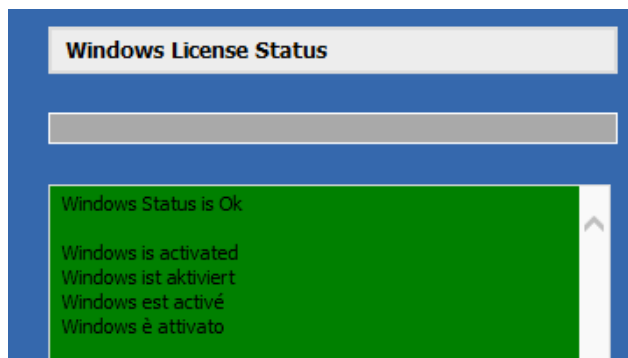 Windows License Status
Windows Status is Ok
Windows is activated
Windows ist aktiviert
Windows est activé
Windows è attivato